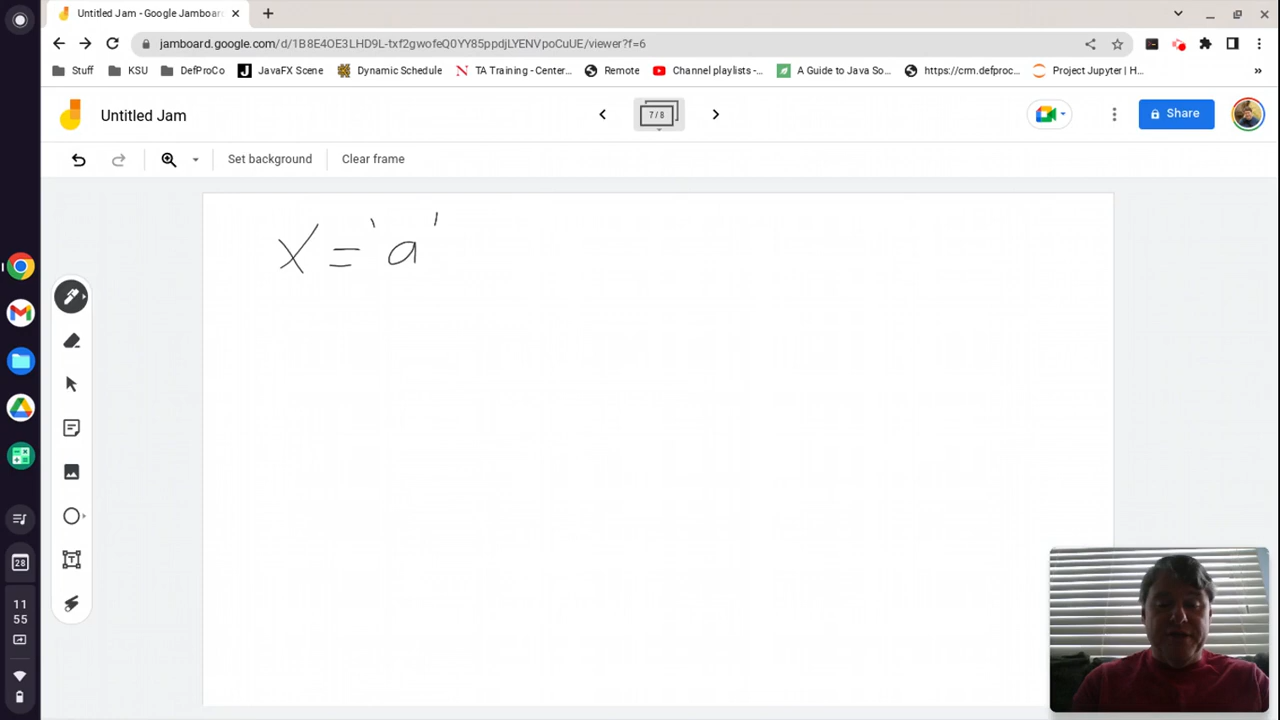 Untitled Jam - Google Jamboar
jamboard.google.com/d/1B8E4OE3LHD9L-txf2gwofeQ0YY85ppdjLYENVpoCuUE/viewer?f=6
Stuff KSU DefProCo JavaFX Scene Dynamic Schedule TA Training - Center... Remote Channel playlists -... A Guide to Java So... https://crm.defproc... Project Jupyter | H... »
Untitled Jam 7 / 8 Share
Set background Clear frame
x = 'a'
28
11
55